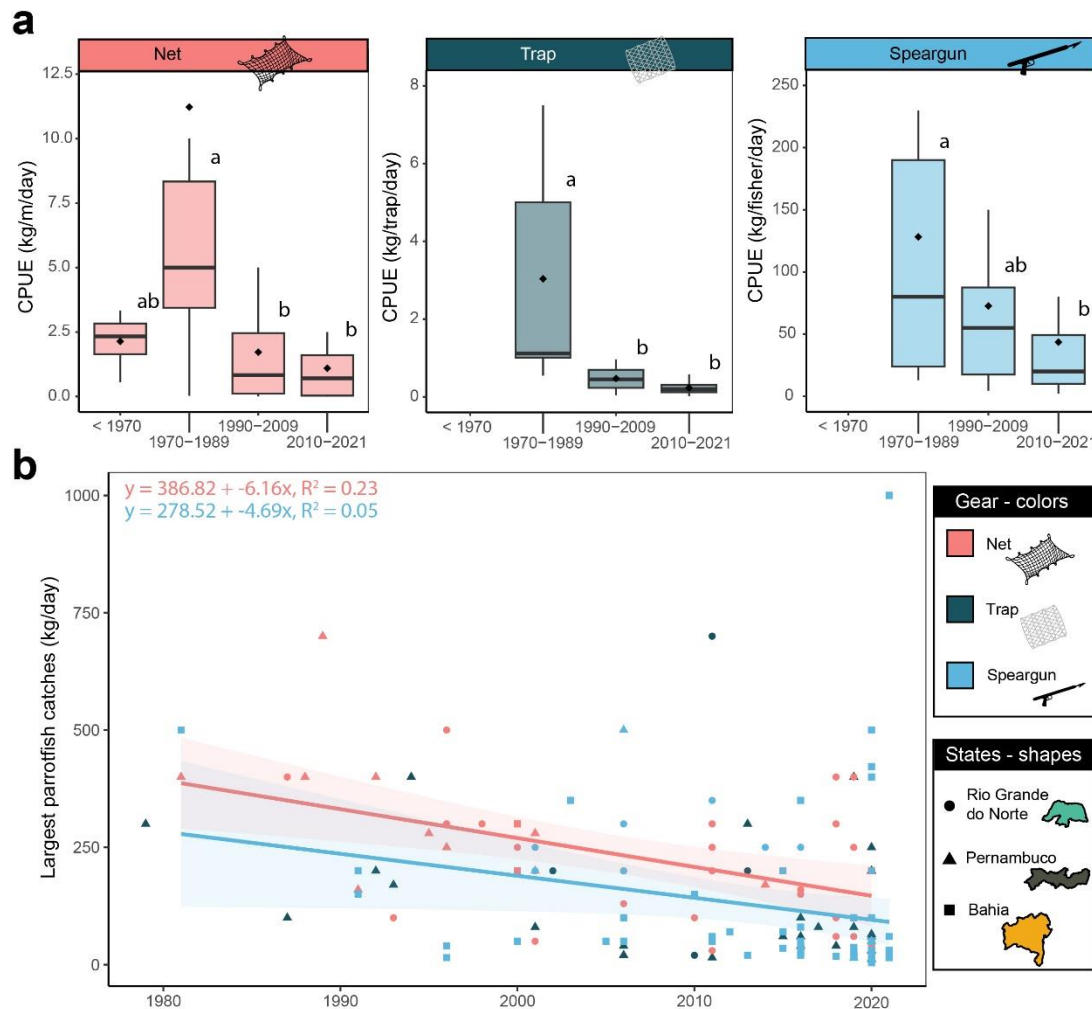 a
Net
Trap
Speargun
CPUE (kg/m/day)
12.5
10.0
7.5
5.0
2.5
0.0
ab
a
b
b
< 1970
1970−1989
1990−2009
2010−2021
CPUE (kg/trap/day)
8
6
4
2
0
a
b
b
< 1970
1970−1989
1990−2009
2010−2021
CPUE (kg/fisher/day)
250
200
150
100
50
0
a
ab
b
< 1970
1970−1989
1990−2009
2010−2021
b
y = 386.82 + -6.16x, R² = 0.23
y = 278.52 + -4.69x, R² = 0.05
Largest parrotfish catches (kg/day)
1000
750
500
250
0
1980
1990
2000
2010
2020
Gear - colors
Net
Trap
Speargun
States - shapes
Rio Grande
do Norte
Pernambuco
Bahia